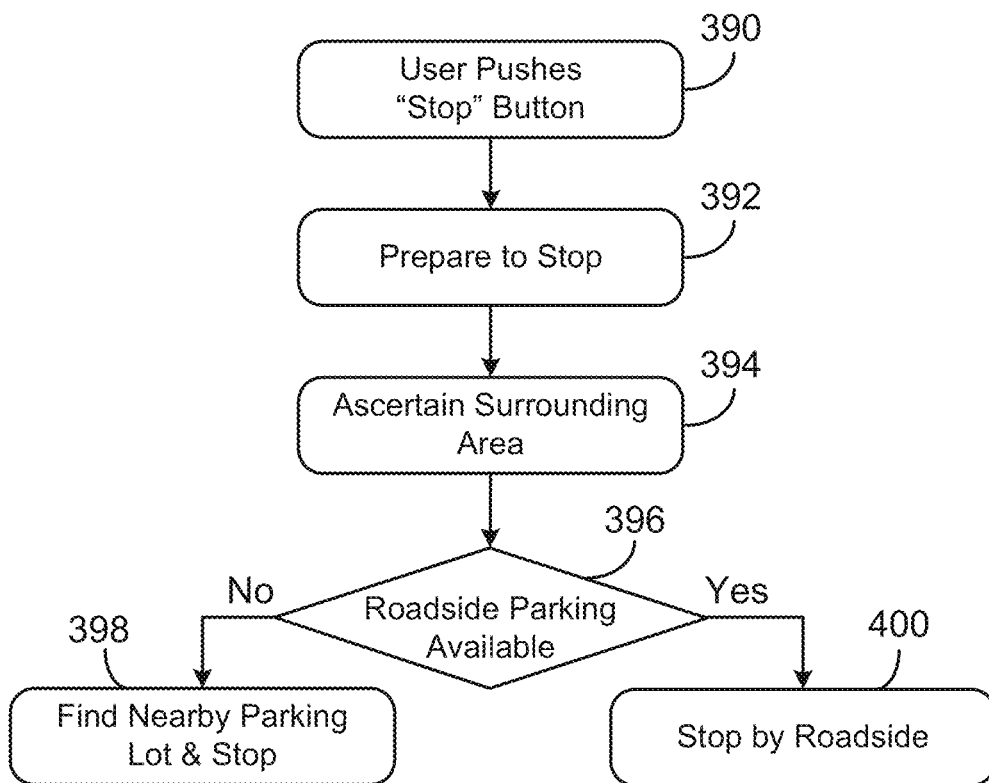 390
User Pushes
“Stop” Button
392
Prepare to Stop
394
Ascertain Surrounding
Area
396
No
Yes
Roadside Parking
Available
398
400
Find Nearby Parking
Lot & Stop
Stop by Roadside